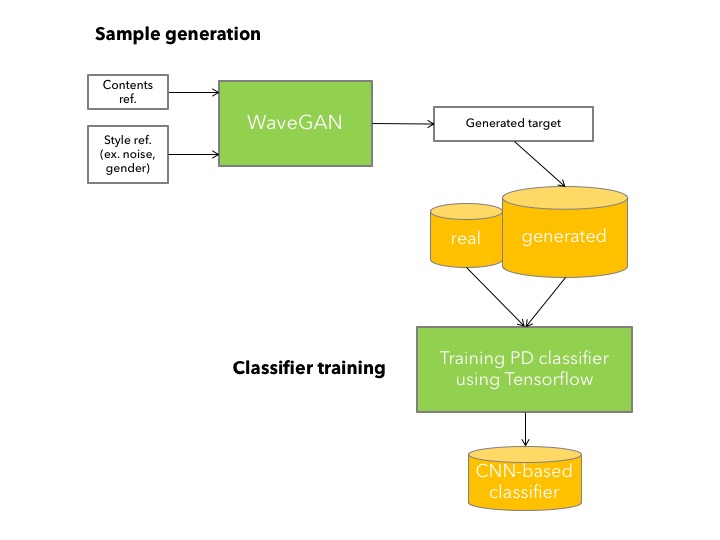 Sample generation
Contents
ref.
WaveGAN
Generated target
Style ref.
(ex. noise,
gender)
real
generated
Classifier training
Training PD classifier
using Tensorflow
CNN-based
classifier